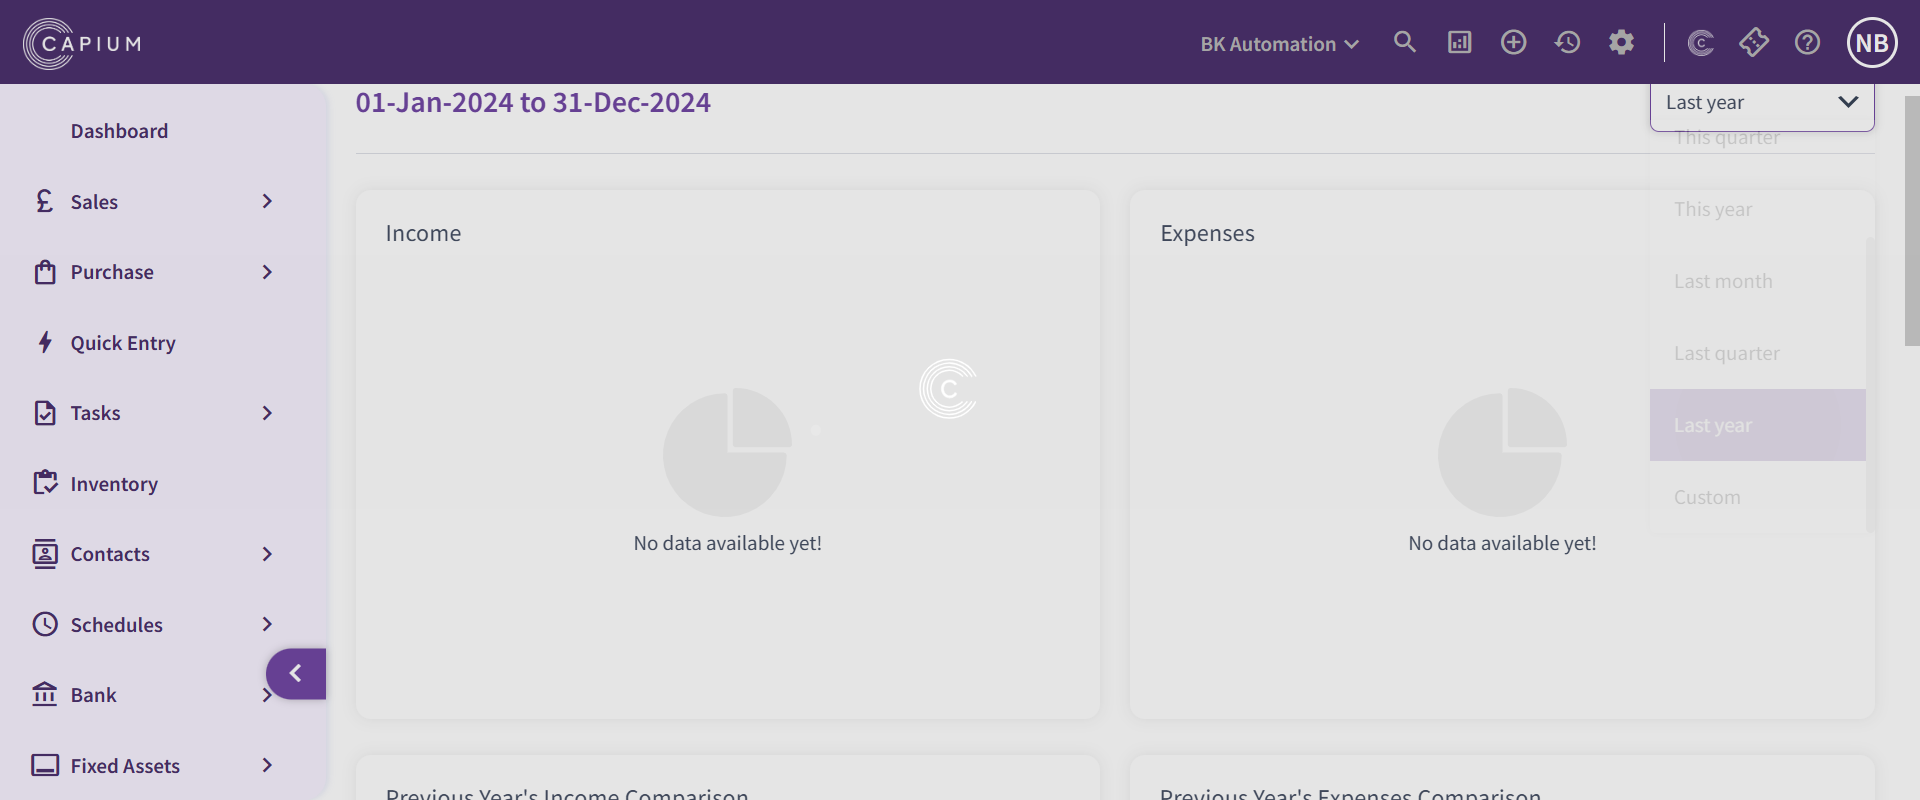 CAPIUM
BK Automation
NB
01-Jan-2024 to 31-Dec-2024
Last year
Dashboard
Sales
Purchase
Quick Entry
Tasks
Inventory
Contacts
Schedules
Bank
Fixed Assets
Income
No data available yet!
Expenses
No data available yet!
This quarter
This year
Last month
Last quarter
Last year
Custom
C
Previous Year's Income Comparison
Previous Year's Expenses Comparison